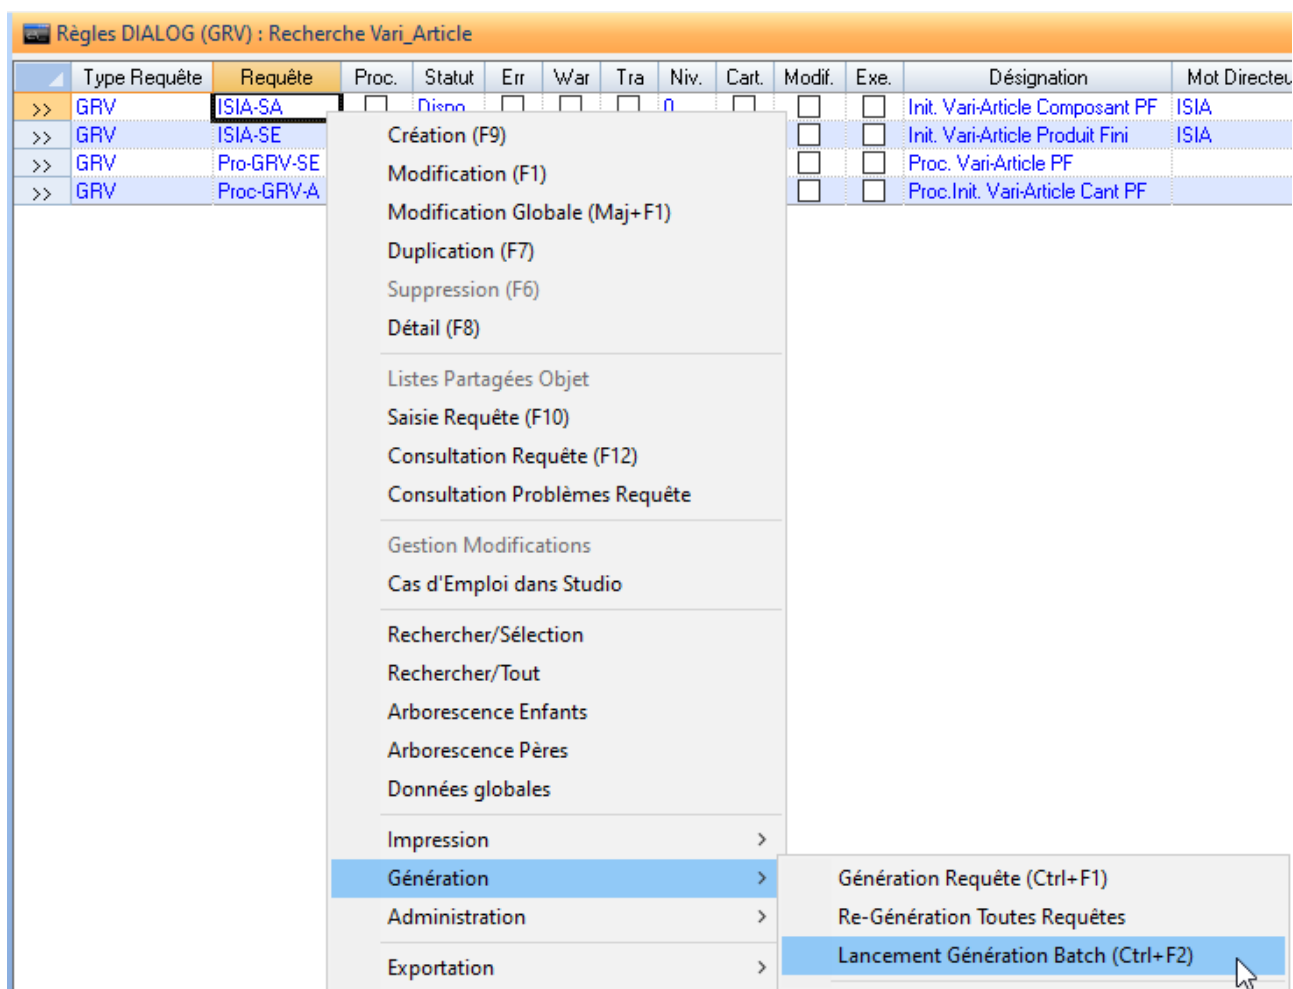 Règles DIALOG (GRV) : Recherche Vari_Article
Type Requête Requête Proc. Statut Err War Tra Niv. Cart. Modif. Exe. Désignation Mot Directeu
>> GRV ISIA-SA Dispo 0 Init. Vari-Article Composant PF ISIA
>> GRV ISIA-SE Init. Vari-Article Produit Fini ISIA
>> GRV Pro-GRV-SE Proc. Vari-Article PF
>> GRV Proc-GRV-A Proc.Init. Vari-Article Cant PF
Création (F9)
Modification (F1)
Modification Globale (Maj+F1)
Duplication (F7)
Suppression (F6)
Détail (F8)
Listes Partagées Objet
Saisie Requête (F10)
Consultation Requête (F12)
Consultation Problèmes Requête
Gestion Modifications
Cas d'Emploi dans Studio
Rechercher/Sélection
Rechercher/Tout
Arborescence Enfants
Arborescence Pères
Données globales
Impression >
Génération >
Administration >
Exportation >
Génération Requête (Ctrl+F1)
Re-Génération Toutes Requêtes
Lancement Génération Batch (Ctrl+F2)